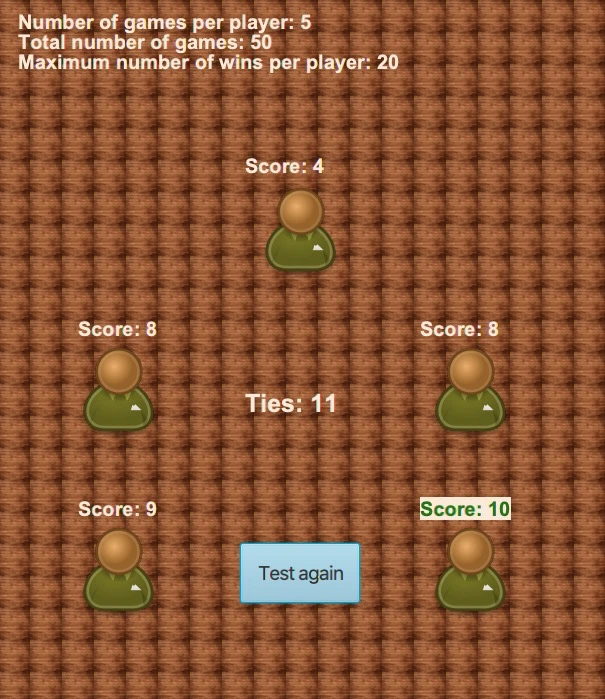 Number of games per player: 5
Total number of games: 50
Maximum number of wins per player: 20
Score: 4
Score: 8
Score: 8
Ties: 11
Score: 9
Score: 10
Test again